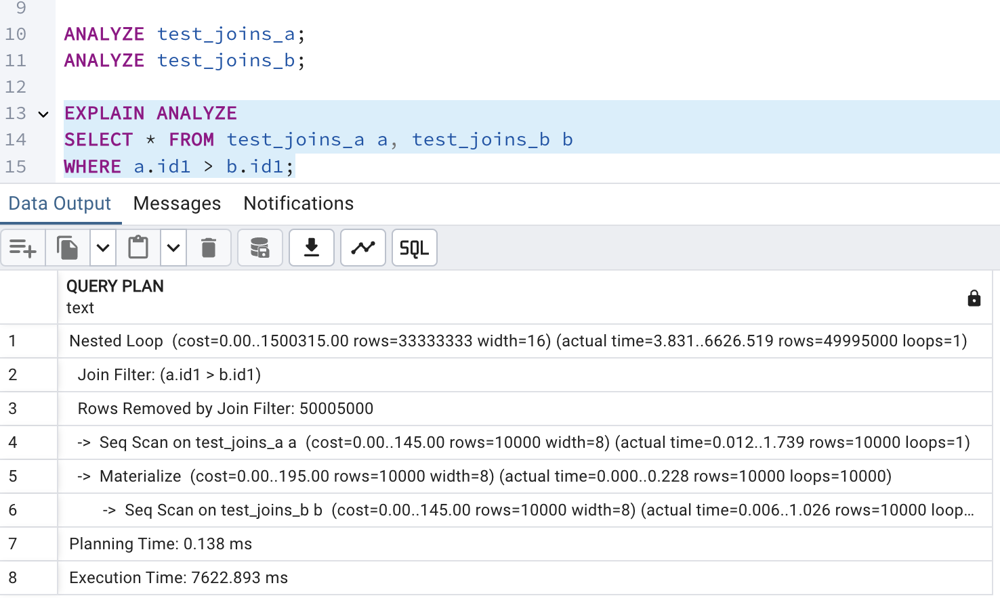 9
10 ANALYZE test_joins_a;
11 ANALYZE test_joins_b;
12
13 EXPLAIN ANALYZE
14 SELECT * FROM test_joins_a a, test_joins_b b
15 WHERE a.id1 > b.id1;
Data Output Messages Notifications
SQL
QUERY PLAN
text
1 Nested Loop (cost=0.00..1500315.00 rows=33333333 width=16) (actual time=3.831..6626.519 rows=49995000 loops=1)
2 Join Filter: (a.id1 > b.id1)
3 Rows Removed by Join Filter: 50005000
4 -> Seq Scan on test_joins_a a (cost=0.00..145.00 rows=10000 width=8) (actual time=0.012..1.739 rows=10000 loops=1)
5 -> Materialize (cost=0.00..195.00 rows=10000 width=8) (actual time=0.000..0.228 rows=10000 loops=10000)
6 -> Seq Scan on test_joins_b b (cost=0.00..145.00 rows=10000 width=8) (actual time=0.006..1.026 rows=10000 loop…
7 Planning Time: 0.138 ms
8 Execution Time: 7622.893 ms